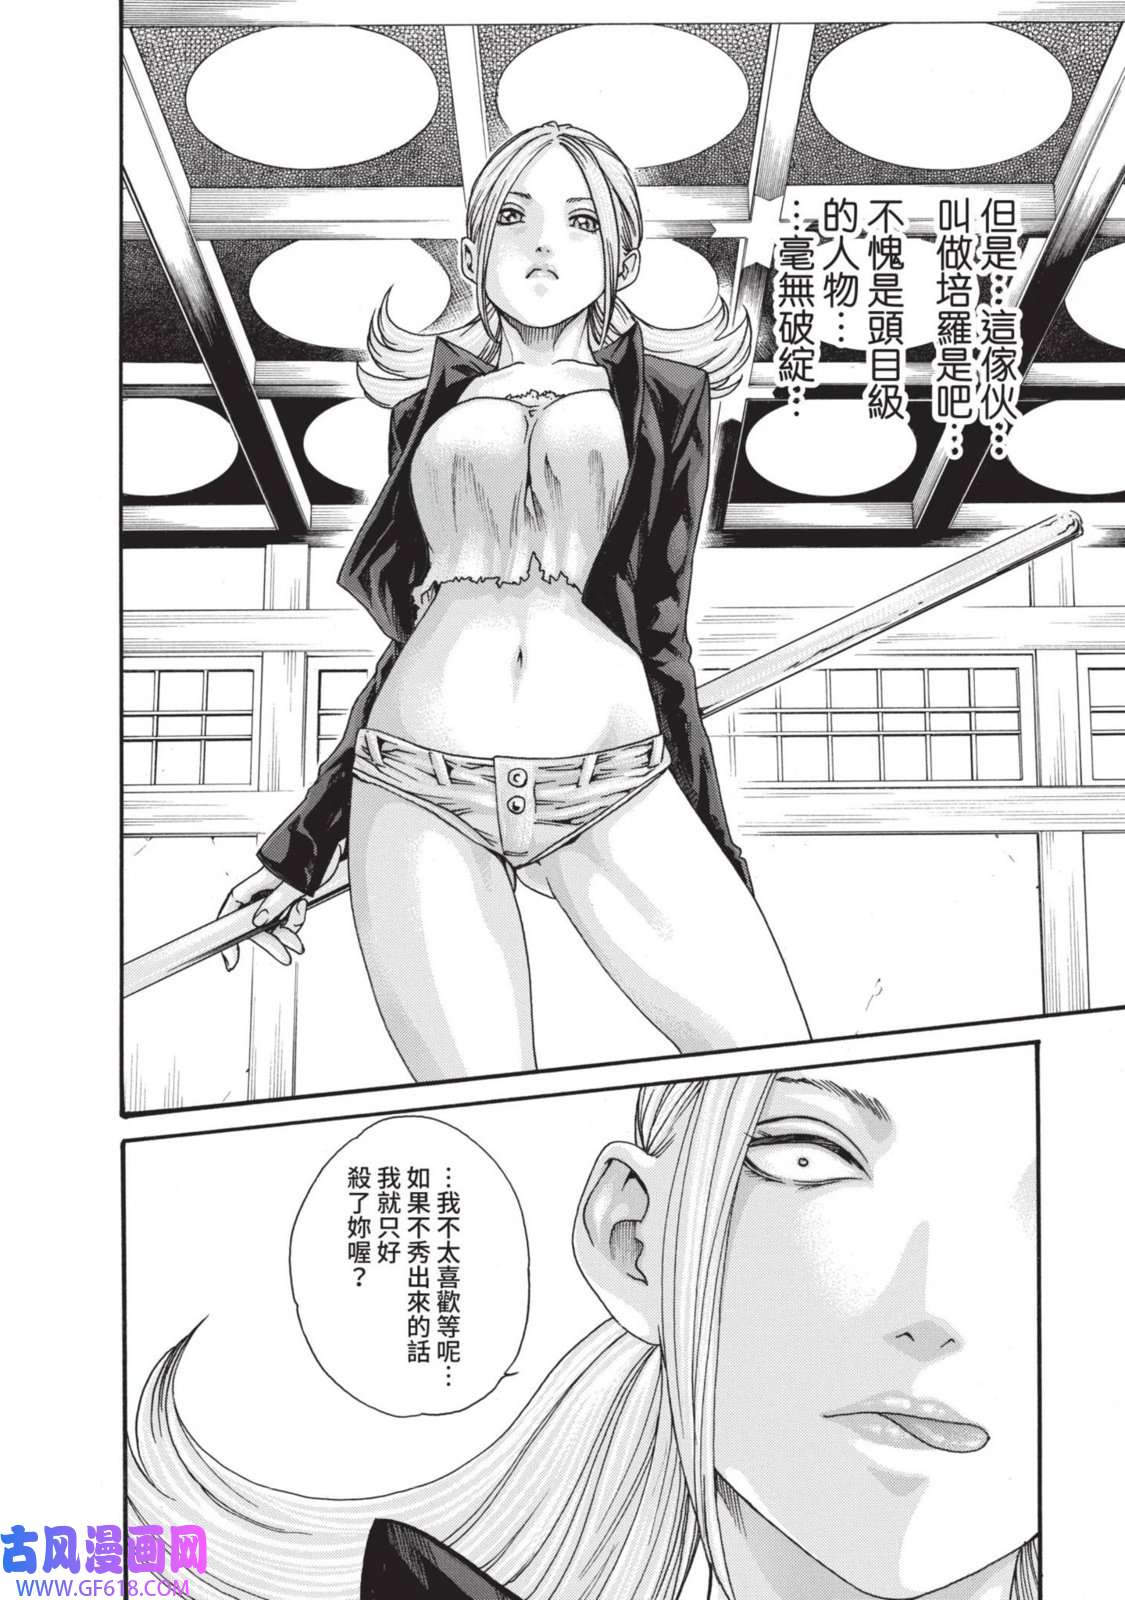 但是…這傢伙…
叫做培羅是吧…
不愧是頭目級
的人物…
…毫無破綻…
…我不太喜歡等呢…
如果不秀出來的話
我就只好
殺了妳喔？
古风漫画网
WWW.GF618.COM